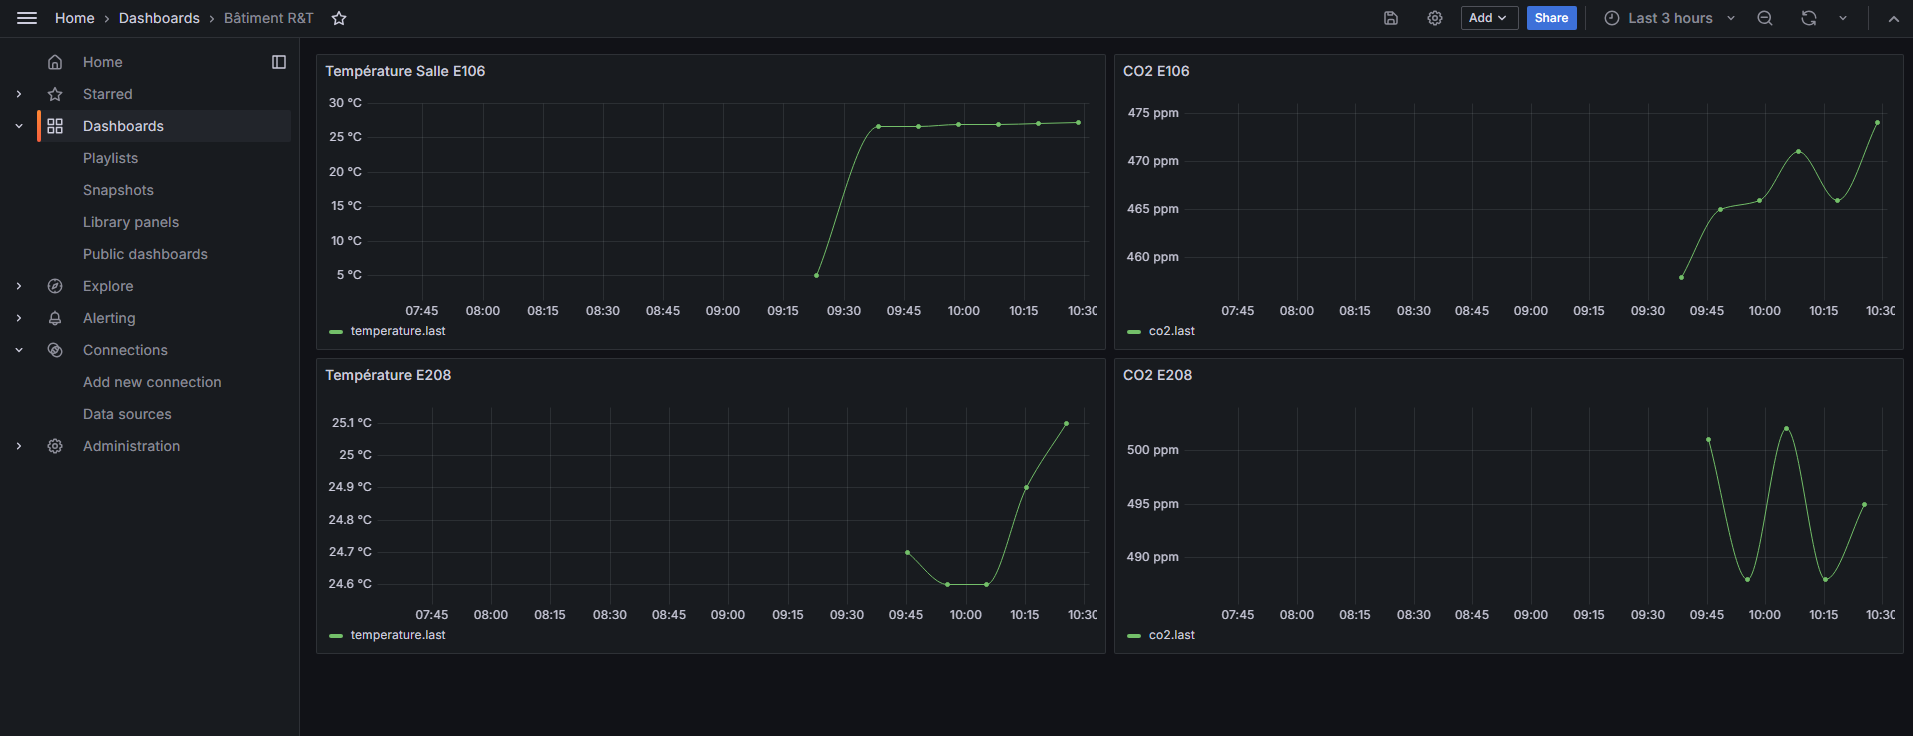 Home › Dashboards › Bâtiment R&T
Add
Share
Last 3 hours
Home
Starred
Dashboards
Playlists
Snapshots
Library panels
Public dashboards
Explore
Alerting
Connections
Add new connection
Data sources
Administration
Température Salle E106
30 °C
25 °C
20 °C
15 °C
10 °C
5 °C
07:45 08:00 08:15 08:30 08:45 09:00 09:15 09:30 09:45 10:00 10:15 10:30
temperature.last
CO2 E106
475 ppm
470 ppm
465 ppm
460 ppm
07:45 08:00 08:15 08:30 08:45 09:00 09:15 09:30 09:45 10:00 10:15 10:30
co2.last
Température E208
25.1 °C
25 °C
24.9 °C
24.8 °C
24.7 °C
24.6 °C
07:45 08:00 08:15 08:30 08:45 09:00 09:15 09:30 09:45 10:00 10:15 10:30
temperature.last
CO2 E208
500 ppm
495 ppm
490 ppm
07:45 08:00 08:15 08:30 08:45 09:00 09:15 09:30 09:45 10:00 10:15 10:30
co2.last